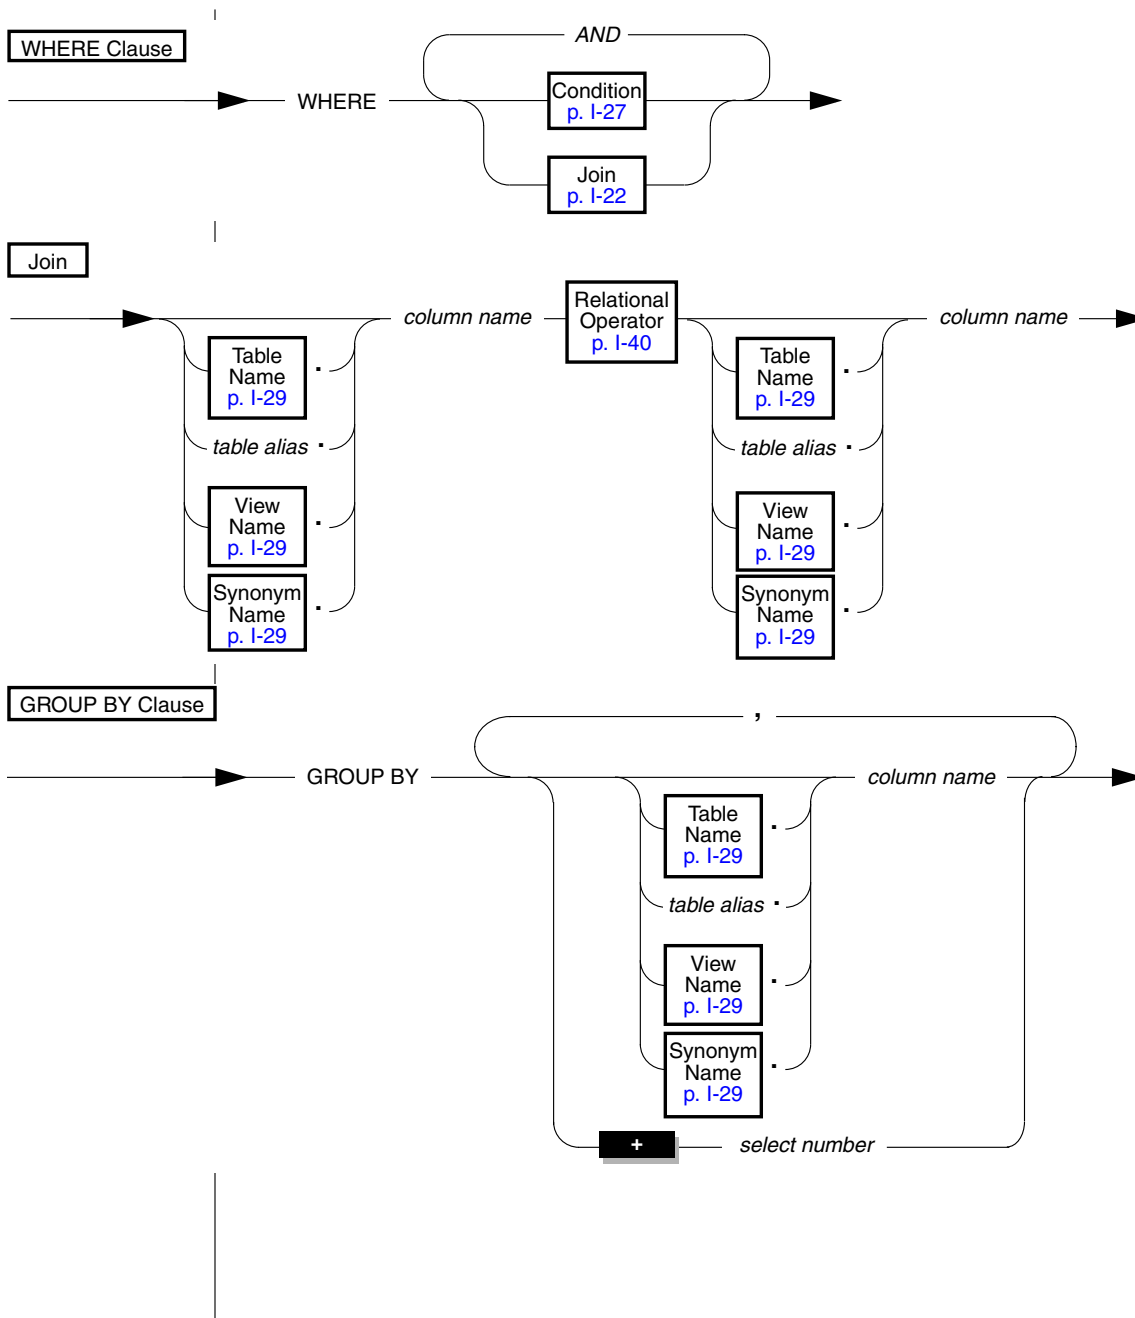 WHERE Clause
AND
WHERE
Condition
p. I-27
Join
p. I-22
Join
column name
Relational
Operator
p. I-40
column name
Table
Name
p. I-29
.
table alias .
View
Name
p. I-29
.
Synonym
Name
p. I-29
.
Table
Name
p. I-29
.
table alias .
View
Name
p. I-29
.
Synonym
Name
p. I-29
.
GROUP BY Clause
,
GROUP BY
column name
Table
Name
p. I-29
.
table alias .
View
Name
p. I-29
.
Synonym
Name
p. I-29
.
+
select number